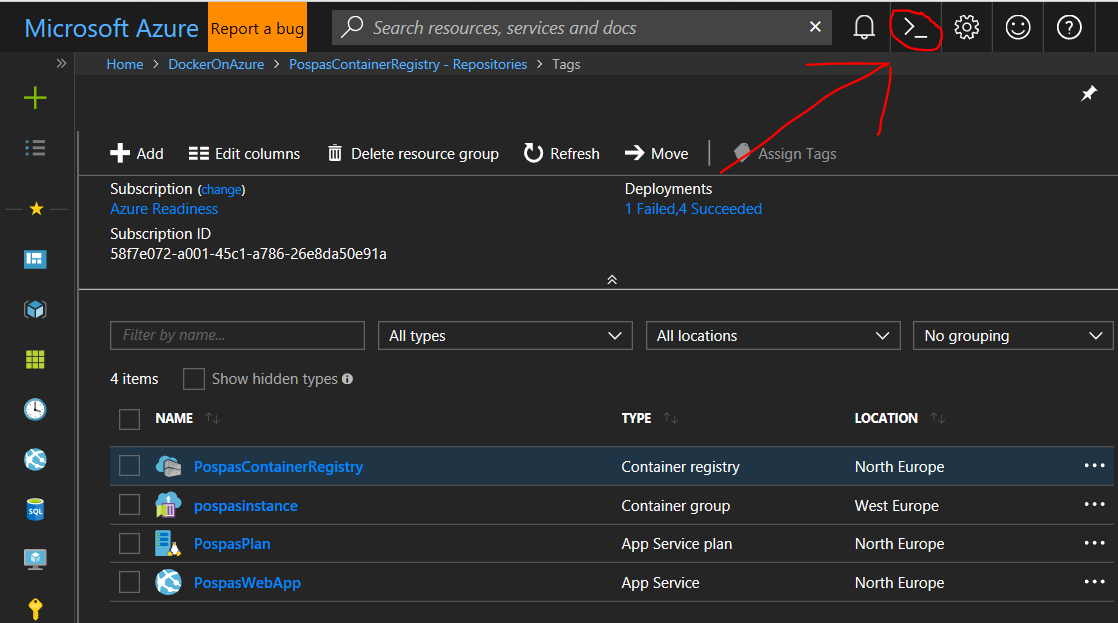 Microsoft Azure Report a bug Search resources, services and docs
Home > DockerOnAzure > PospasContainerRegistry - Repositories > Tags
Add Edit columns Delete resource group Refresh Move Assign Tags
Subscription (change) Deployments
Azure Readiness 1 Failed,4 Succeeded
Subscription ID
58f7e072-a001-45c1-a786-26e8da50e91a
Filter by name... All types All locations No grouping
4 items Show hidden types
NAME TYPE LOCATION
PospasContainerRegistry Container registry North Europe
pospasinstance Container group West Europe
PospasPlan App Service plan North Europe
PospasWebApp App Service North Europe
SQL